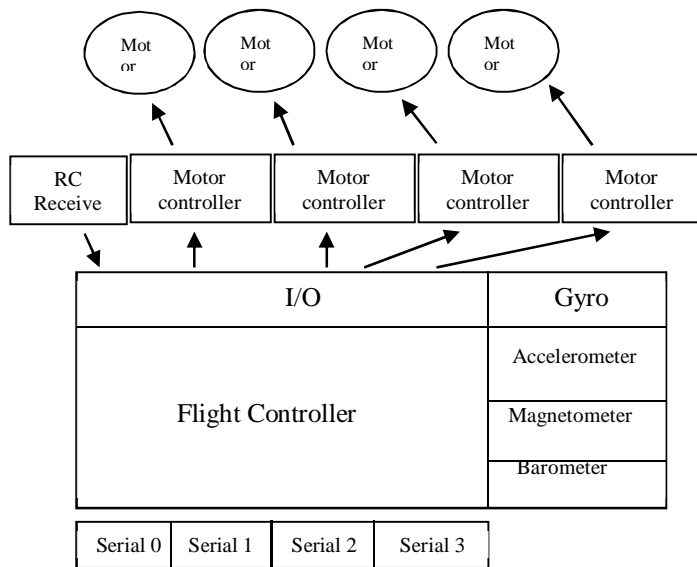 Mot
or
Mot
or
Mot
or
Mot
or
RC
Receive
Motor
controller
Motor
controller
Motor
controller
Motor
controller
I/O
Gyro
Flight Controller
Accelerometer
Magnetometer
Barometer
Serial 0
Serial 1
Serial 2
Serial 3